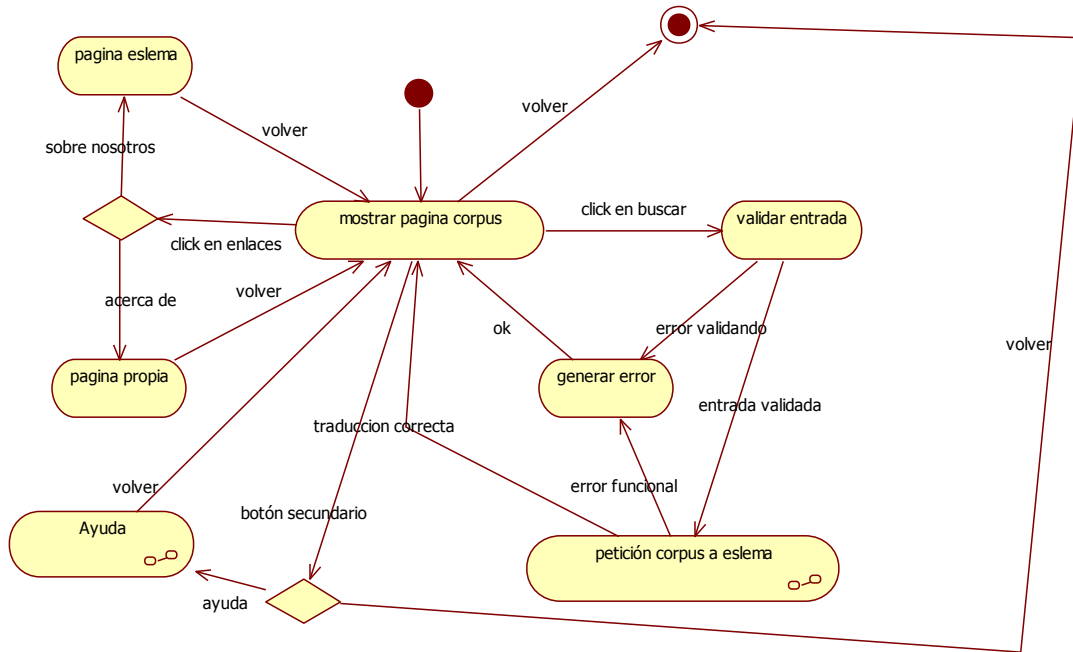 pagina eslema
volver
volver
sobre nosotros
mostrar pagina corpus
click en buscar
validar entrada
click en enlaces
volver
acerca de
ok
error validando
volver
pagina propia
generar error
entrada validada
traduccion correcta
volver
error funcional
botón secundario
Ayuda
petición corpus a eslema
ayuda